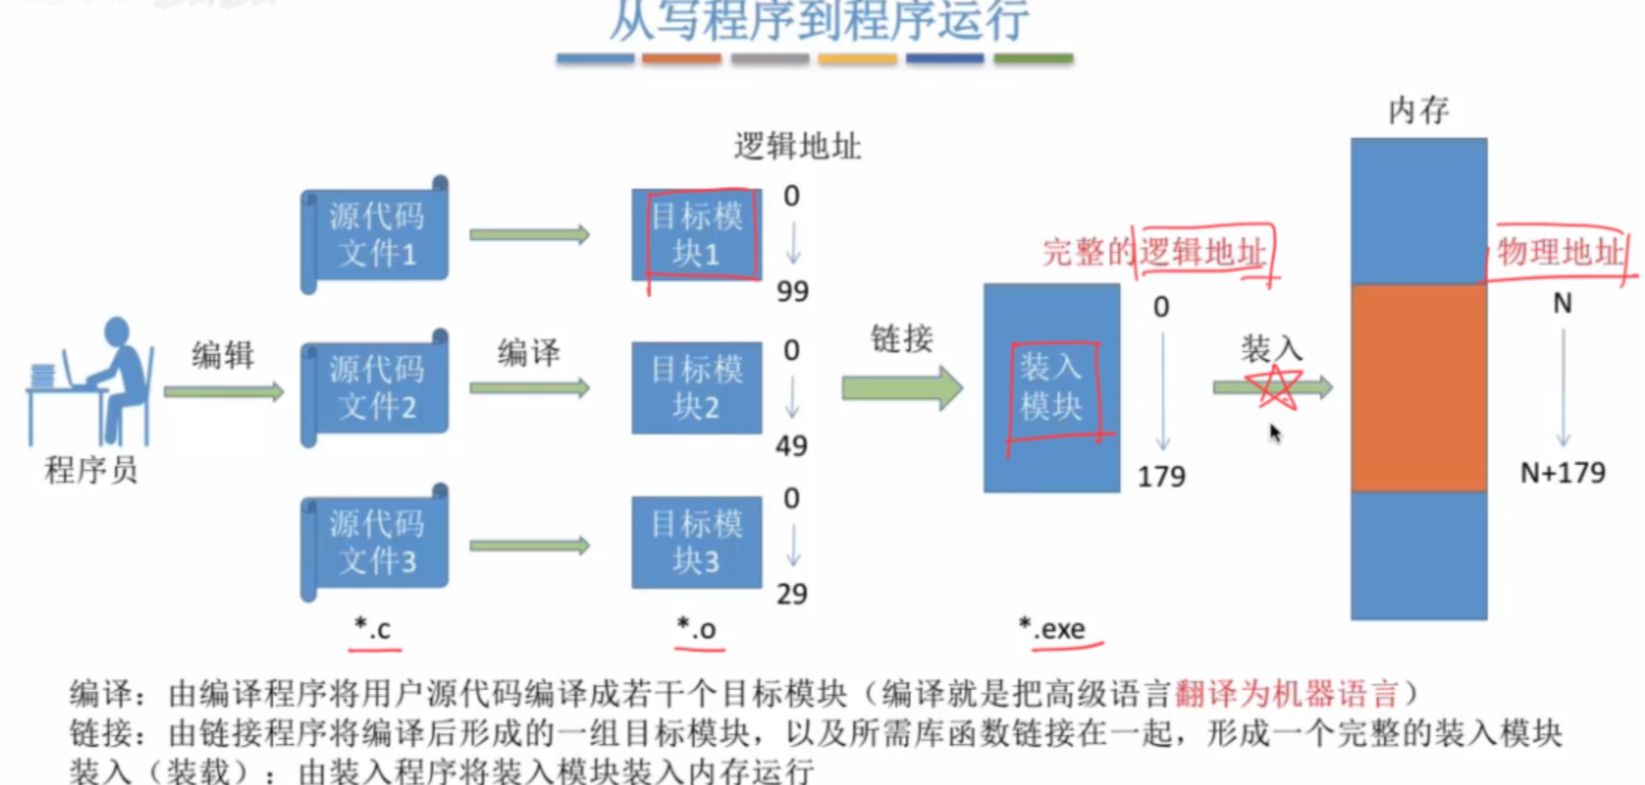 从写程序到程序运行
内存
逻辑地址
源代码
文件1
目标模
块1
0
99
完整的逻辑地址
物理地址
编辑
源代码
文件2
编译
目标模
块2
0
49
链接
装入
模块
0
179
装入
N
N+179
程序员
源代码
文件3
目标模
块3
0
29
*.c
*.o
*.exe
编译：由编译程序将用户源代码编译成若干个目标模块（编译就是把高级语言翻译为机器语言）
链接：由链接程序将编译后形成的一组目标模块，以及所需库函数链接在一起，形成一个完整的装入模块
装入（装载）：由装入程序将装入模块装入内存运行